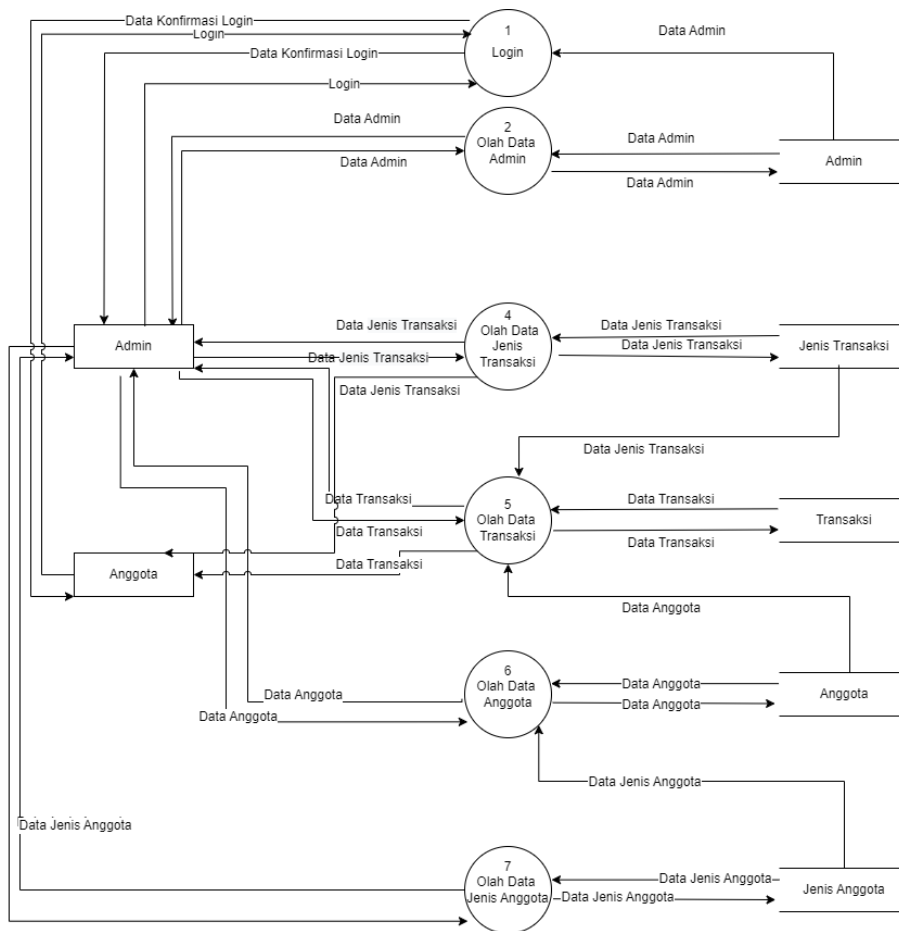 Data Konfirmasi Login
Login
Data Konfirmasi Login
Login
1
Login
Data Admin
Data Admin
Data Admin
2
Olah Data
Admin
Data Admin
Data Admin
Admin
Admin
Data Jenis Transaksi
Data Jenis Transaksi
Data Jenis Transaksi
4
Olah Data
Jenis
Transaksi
Data Jenis Transaksi
Data Jenis Transaksi
Jenis Transaksi
Data Jenis Transaksi
Data Transaksi
Data Transaksi
Data Transaksi
5
Olah Data
Transaksi
Data Transaksi
Data Transaksi
Transaksi
Anggota
Data Anggota
Data Anggota
Data Anggota
6
Olah Data
Anggota
Data Anggota
Data Anggota
Anggota
Data Jenis Anggota
Data Jenis Anggota
7
Olah Data
Jenis Anggota
Data Jenis Anggota
Data Jenis Anggota
Jenis Anggota